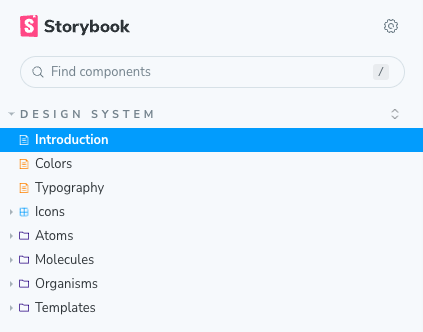 Storybook
Find components /
DESIGN SYSTEM
Introduction
Colors
Typography
Icons
Atoms
Molecules
Organisms
Templates